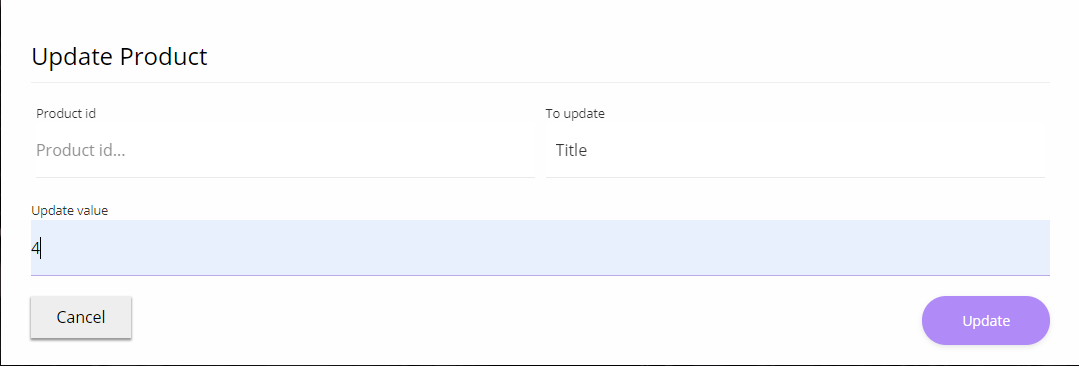 Update Product
Product id
To update
Product id...
Title
Update value
4
Cancel
Update